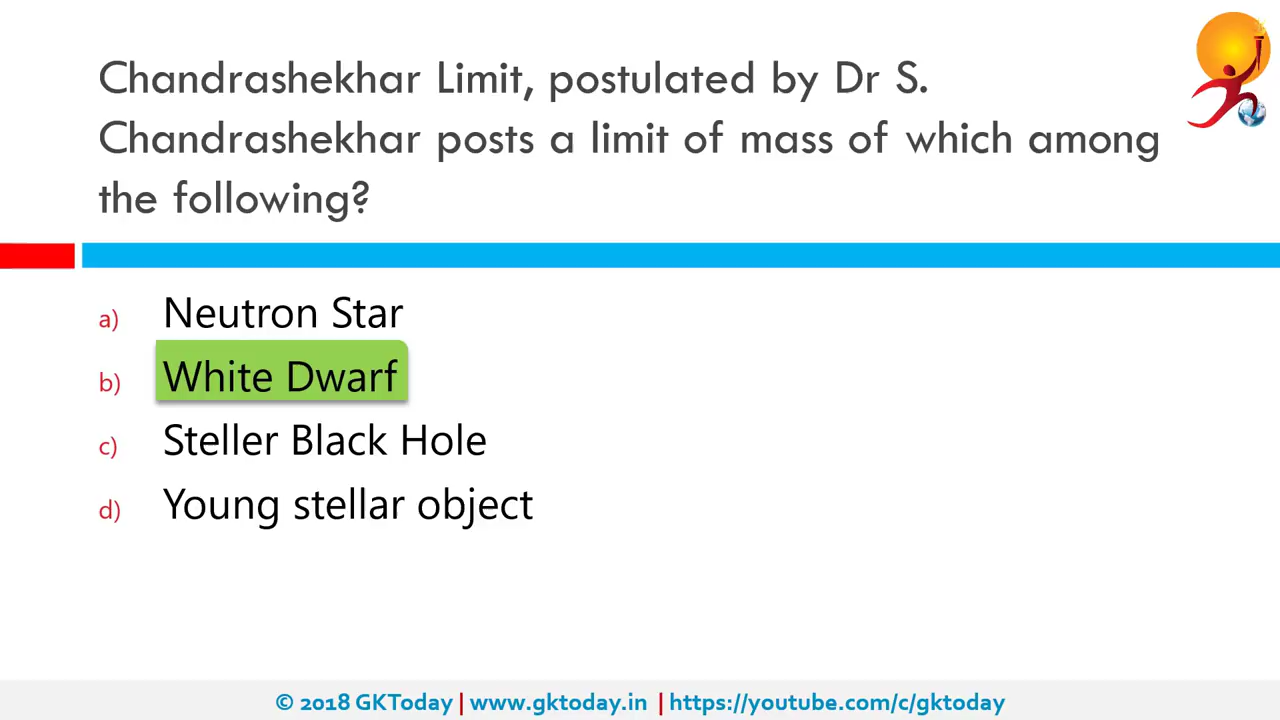 Chandrashekhar Limit, postulated by Dr S.
Chandrashekhar posts a limit of mass of which among
the following?
a) Neutron Star
b) White Dwarf
c) Steller Black Hole
d) Young stellar object
© 2018 GKToday | www.gktoday.in | https://youtube.com/c/gktoday